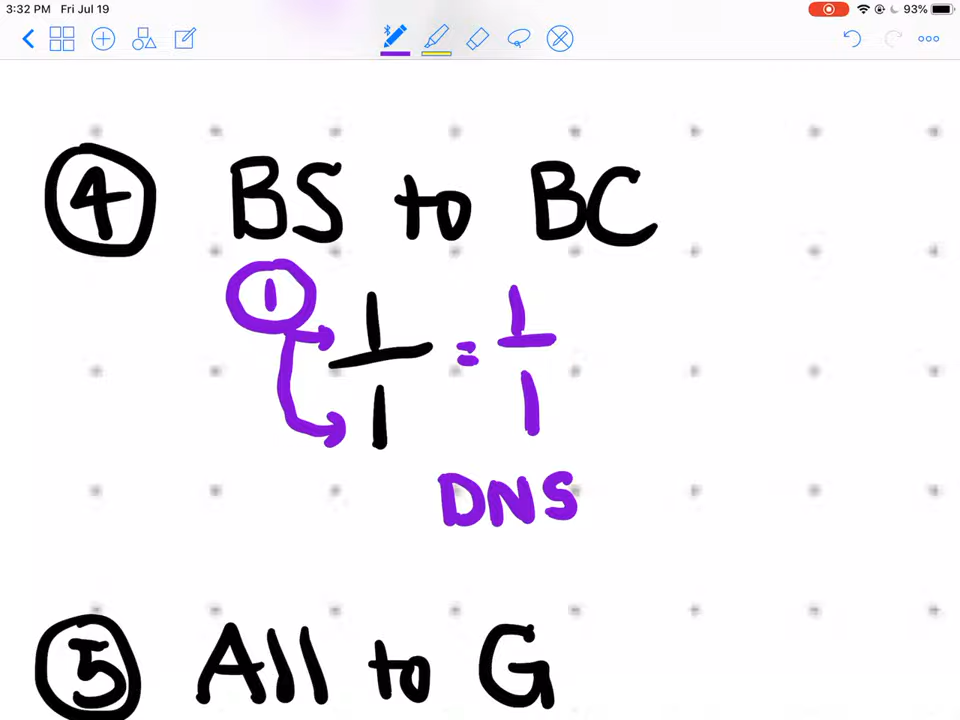 3:32 PM Fri Jul 19 93%
④ BS to BC
①
1/1 = 1/1
DNS
⑤ All to G